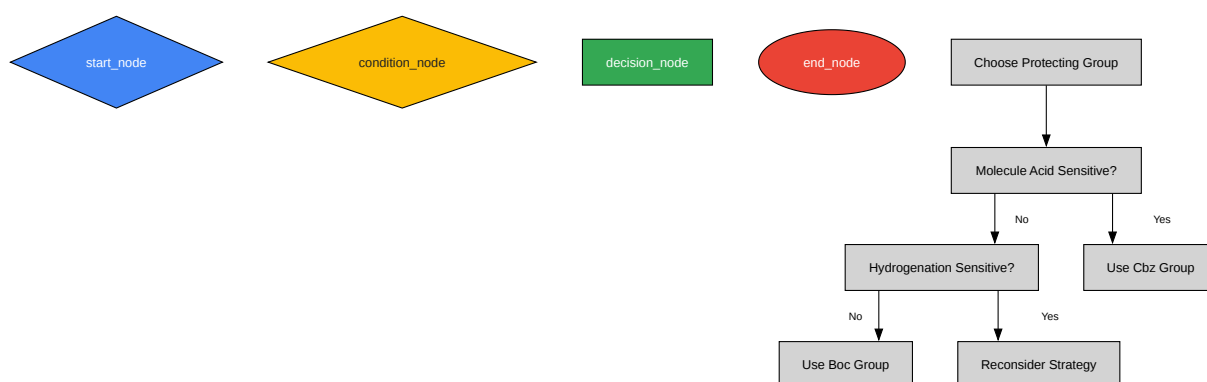 start_node
condition_node
decision_node
end_node
Choose Protecting Group
Molecule Acid Sensitive?
No
Yes
Hydrogenation Sensitive?
Use Cbz Group
No
Yes
Use Boc Group
Reconsider Strategy